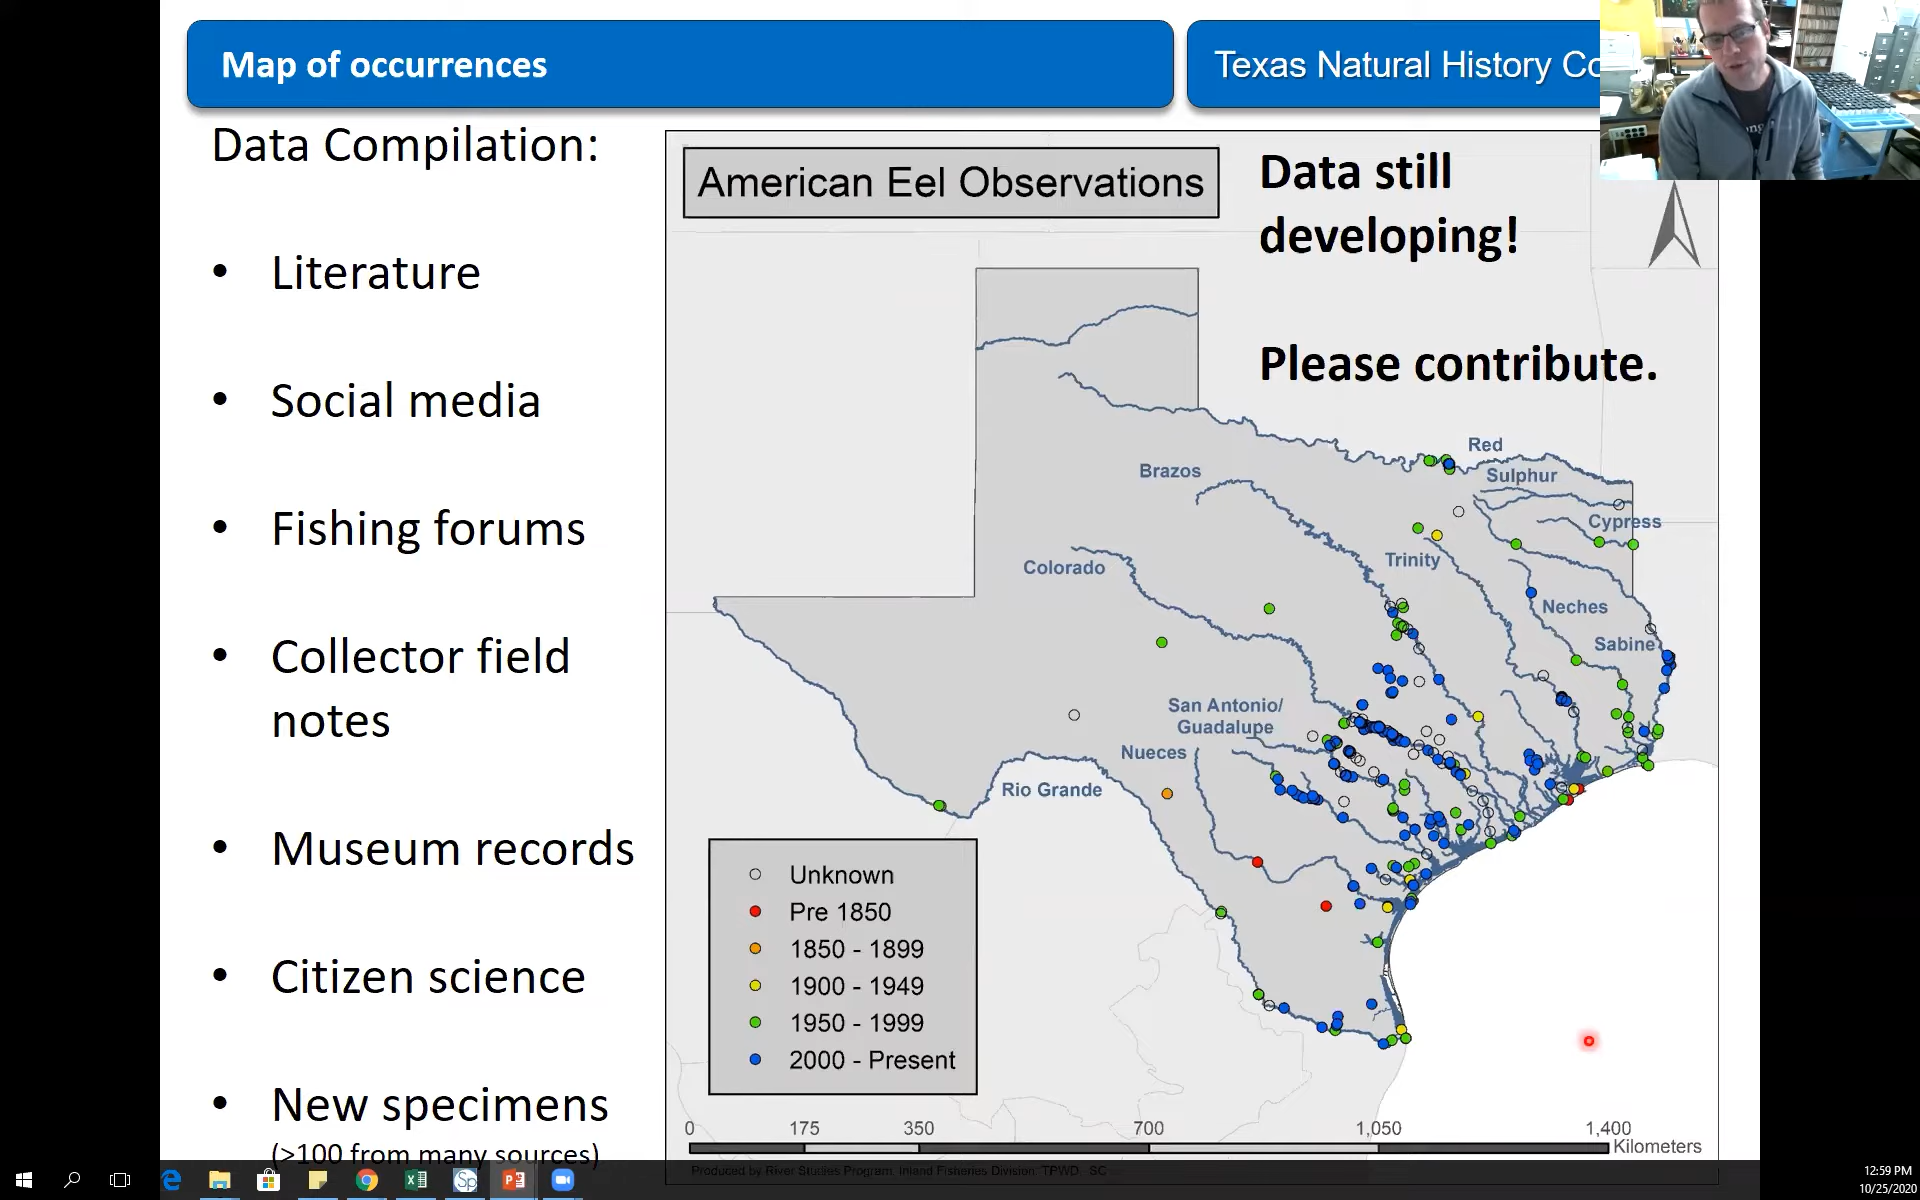 Map of occurrences
Texas Natural History Co
Data Compilation:
• Literature
• Social media
• Fishing forums
• Collector field
notes
• Museum records
• Citizen science
• New specimens
(>100 from many sources)
American Eel Observations
Data still
developing!
Please contribute.
Red
Sulphur
Brazos
Cypress
Trinity
Colorado
Neches
Sabine
San Antonio/
Guadalupe
Nueces
Rio Grande
Unknown
Pre 1850
1850 - 1899
1900 - 1949
1950 - 1999
2000 - Present
0 175 350 700 1,050 1,400
Kilometers
Produced by River Studies Program, Inland Fisheries Division, TPWD, SC
12:59 PM
10/25/2020